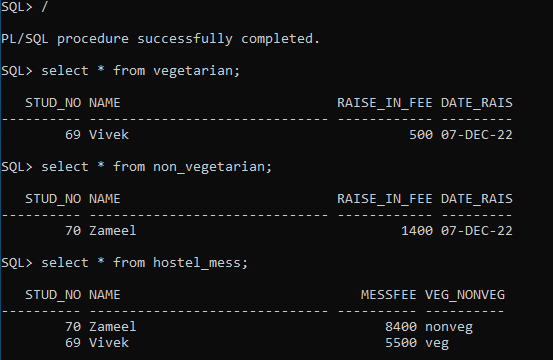 SQL> /
PL/SQL procedure successfully completed.
SQL> select * from vegetarian;
   STUD_NO NAME                           RAISE_IN_FEE DATE_RAIS
---------- ------------------------------ ------------ ---------
        69 Vivek                                   500 07-DEC-22
SQL> select * from non_vegetarian;
   STUD_NO NAME                           RAISE_IN_FEE DATE_RAIS
---------- ------------------------------ ------------ ---------
        70 Zameel                                 1400 07-DEC-22
SQL> select * from hostel_mess;
   STUD_NO NAME                              MESSFEE VEG_NONVEG
---------- ------------------------------ ---------- ----------
        70 Zameel                               8400 nonveg
        69 Vivek                                5500 veg